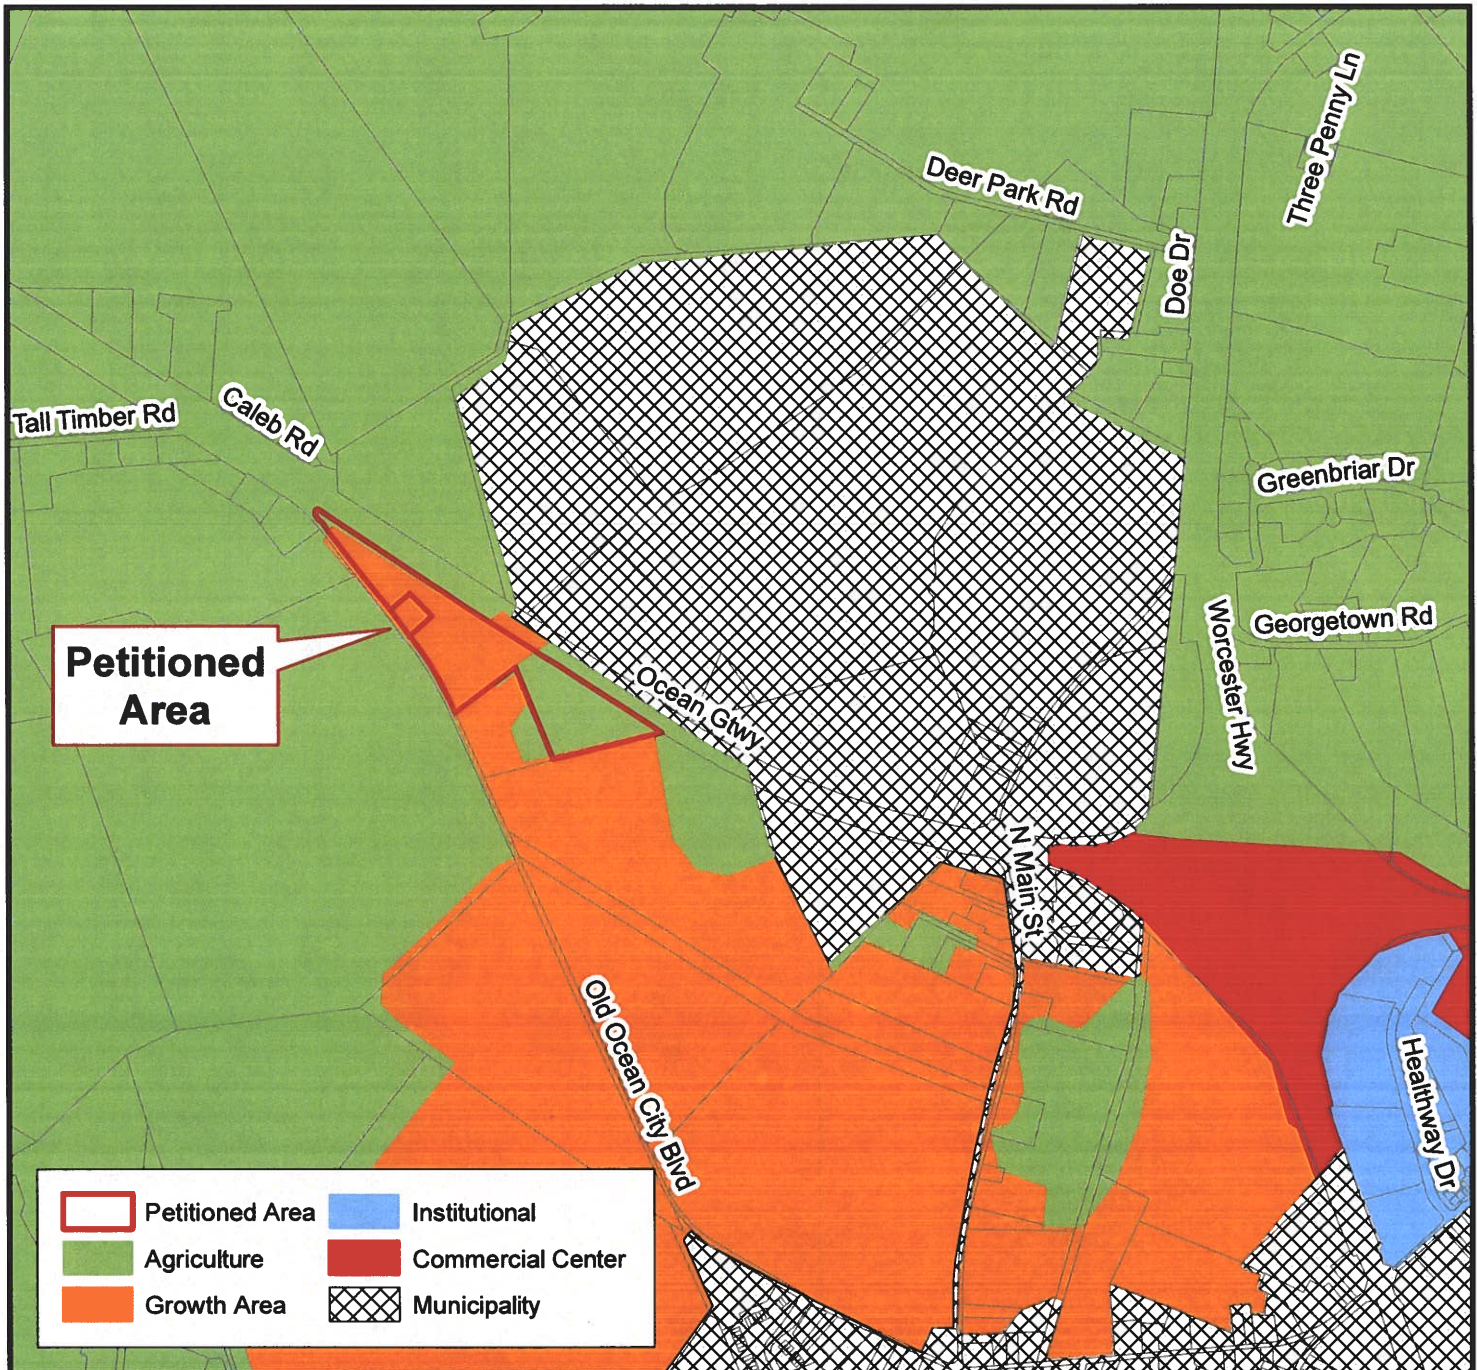 Three Penny Ln
Deer Park Rd
Doe Dr
Tall Timber Rd
Caleb Rd
Greenbriar Dr
Georgetown Rd
Worcester Hwy
Petitioned
Area
Ocean Gtwy
N Main St
Old Ocean City Blvd
Healthway Dr
Petitioned Area
Institutional
Agriculture
Commercial Center
Growth Area
Municipality